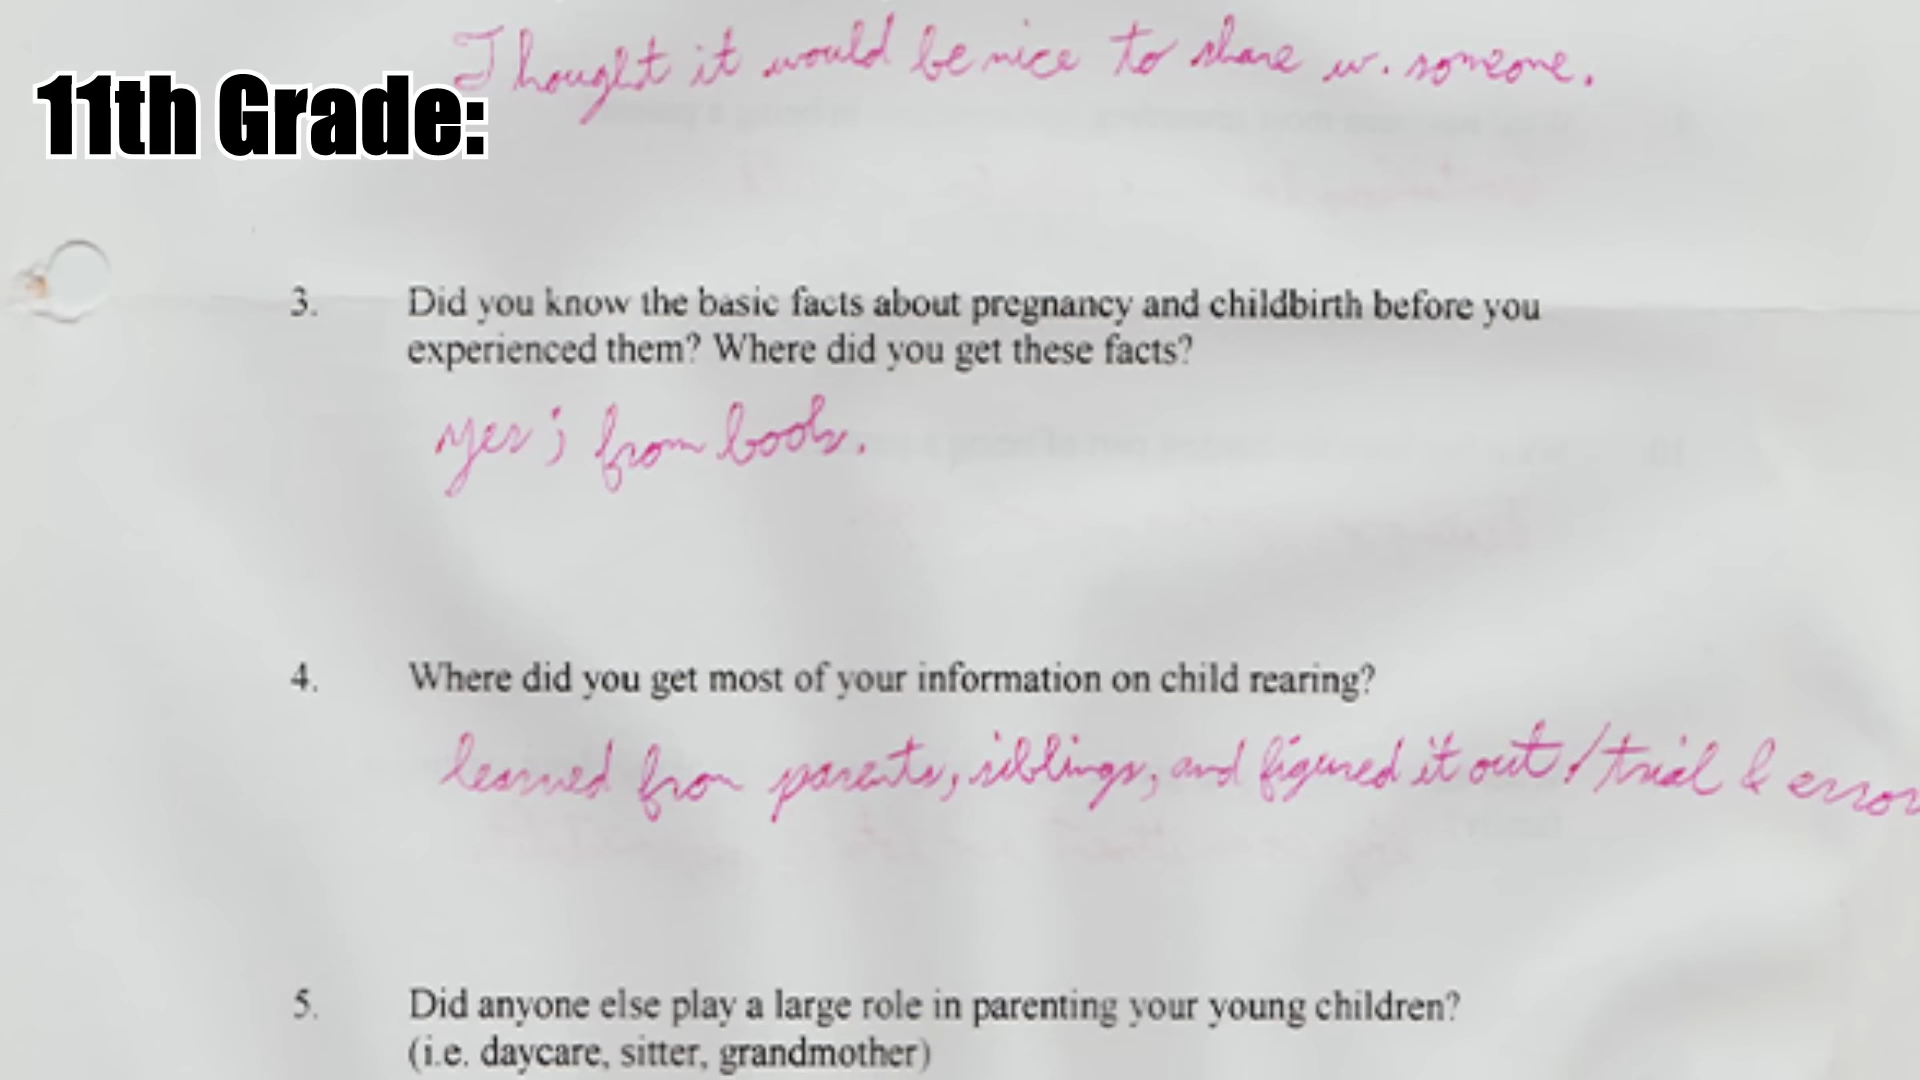 Thought it would be nice to share w. someone.
11th Grade:
3. Did you know the basic facts about pregnancy and childbirth before you
experienced them? Where did you get these facts?
yes; from books.
4. Where did you get most of your information on child rearing?
learned from parents, siblings, and figured it out/trial & error
5. Did anyone else play a large role in parenting your young children?
(i.e. daycare, sitter, grandmother)